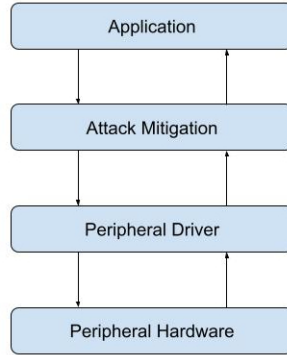 Application
Attack Mitigation
Peripheral Driver
Peripheral Hardware